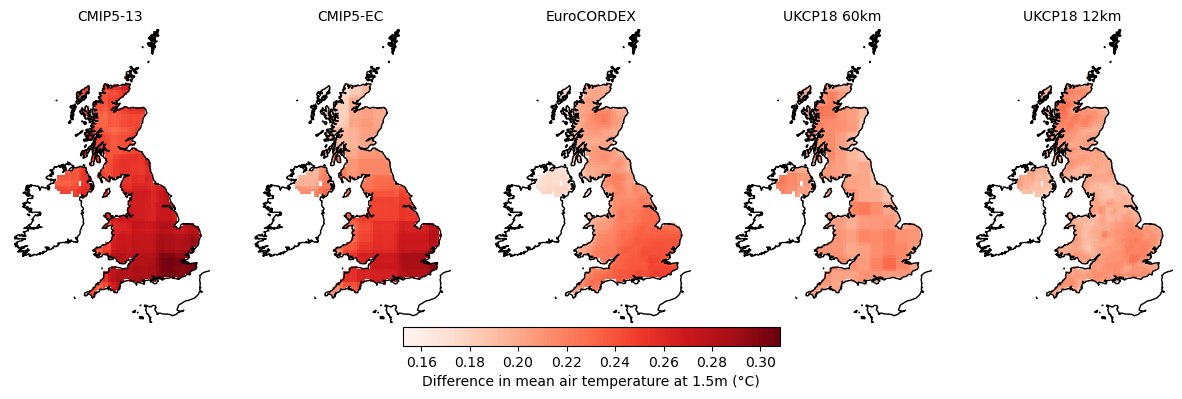 CMIP5-13 CMIP5-EC EuroCORDEX UKCP18 60km UKCP18 12km
0.16 0.18 0.20 0.22 0.24 0.26 0.28 0.30
Difference in mean air temperature at 1.5m (°C)